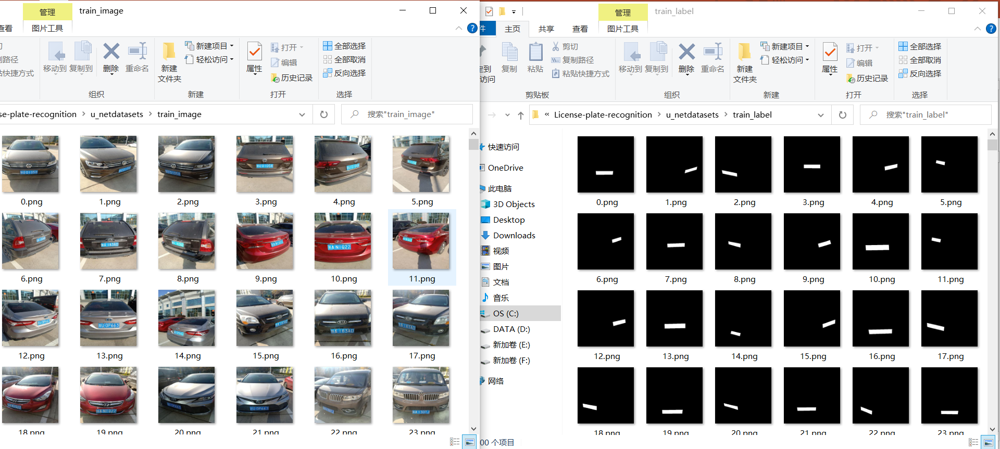 管理
train_image
查看
图片工具
切
制路径
贴快捷方式
移动到
复制到
删除
重命名
组织
新建
文件夹
新建项目
轻松访问
新建
属性
打开
编辑
历史记录
打开
全部选择
全部取消
反向选择
选择
se-plate-recognition
u_netdatasets
train_image
搜索"train_image"
0.png
1.png
2.png
3.png
4.png
5.png
6.png
7.png
8.png
9.png
10.png
11.png
12.png
13.png
14.png
15.png
16.png
17.png
18.png
19.png
20.png
21.png
22.png
23.png
管理
train_label
件
主页
共享
查看
图片工具
定到
访问
复制
粘贴
剪切
复制路径
粘贴快捷方式
剪贴板
移动到
复制到
删除
重命名
组织
新建
文件夹
新建项目
轻松访问
新建
属性
打开
编辑
历史记录
打开
全部选择
全部取消
反向选择
选择
« License-plate-recognition
u_netdatasets
train_label
搜索"train_label"
快速访问
OneDrive
此电脑
3D Objects
Desktop
Downloads
视频
图片
文档
音乐
OS (C:)
DATA (D:)
新加卷 (E:)
新加卷 (F:)
网络
00 个项目
0.png
1.png
2.png
3.png
4.png
5.png
6.png
7.png
8.png
9.png
10.png
11.png
12.png
13.png
14.png
15.png
16.png
17.png
18.png
19.png
20.png
21.png
22.png
23.png